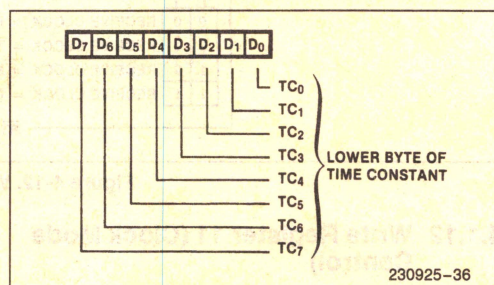 D7 D6 D5 D4 D3 D2 D1 D0
TC0
TC1
TC2
TC3
LOWER BYTE OF
TC4
TIME CONSTANT
TC5
TC6
TC7
230925–36